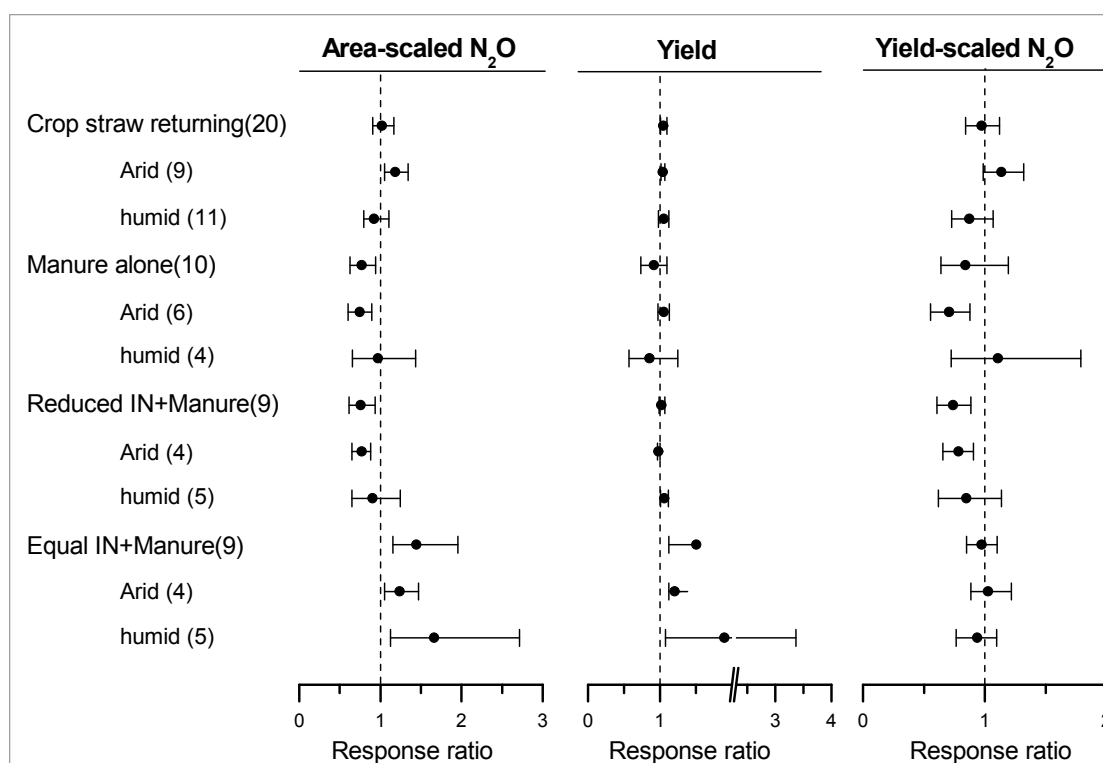 Area-scaled N₂O Yield Yield-scaled N₂O
Crop straw returning(20)
Arid (9)
humid (11)
Manure alone(10)
Arid (6)
humid (4)
Reduced IN+Manure(9)
Arid (4)
humid (5)
Equal IN+Manure(9)
Arid (4)
humid (5)
0 1 2 3 0 1 3 4 0 1 2
Response ratio Response ratio Response ratio